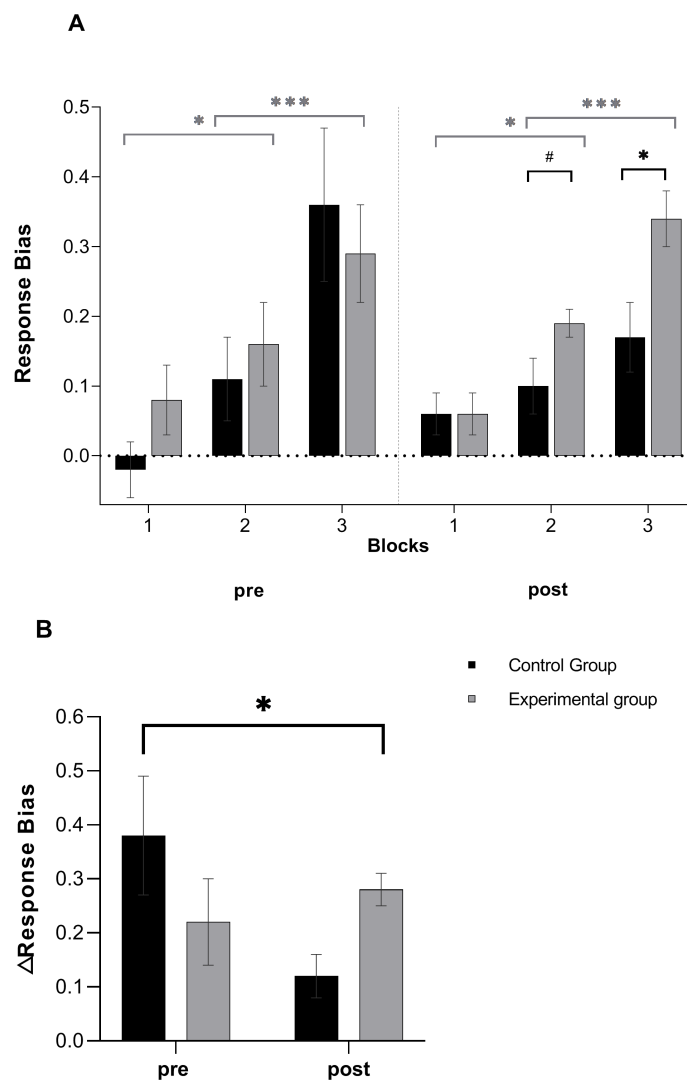 A
0.5
0.4
0.3
0.2
0.1
0.0
Response Bias
* *** * ***
# *
1 2 3 1 2 3
Blocks
pre post
B
Control Group
Experimental group
*
0.6
0.5
0.4
0.3
0.2
0.1
0.0
ΔResponse Bias
pre post